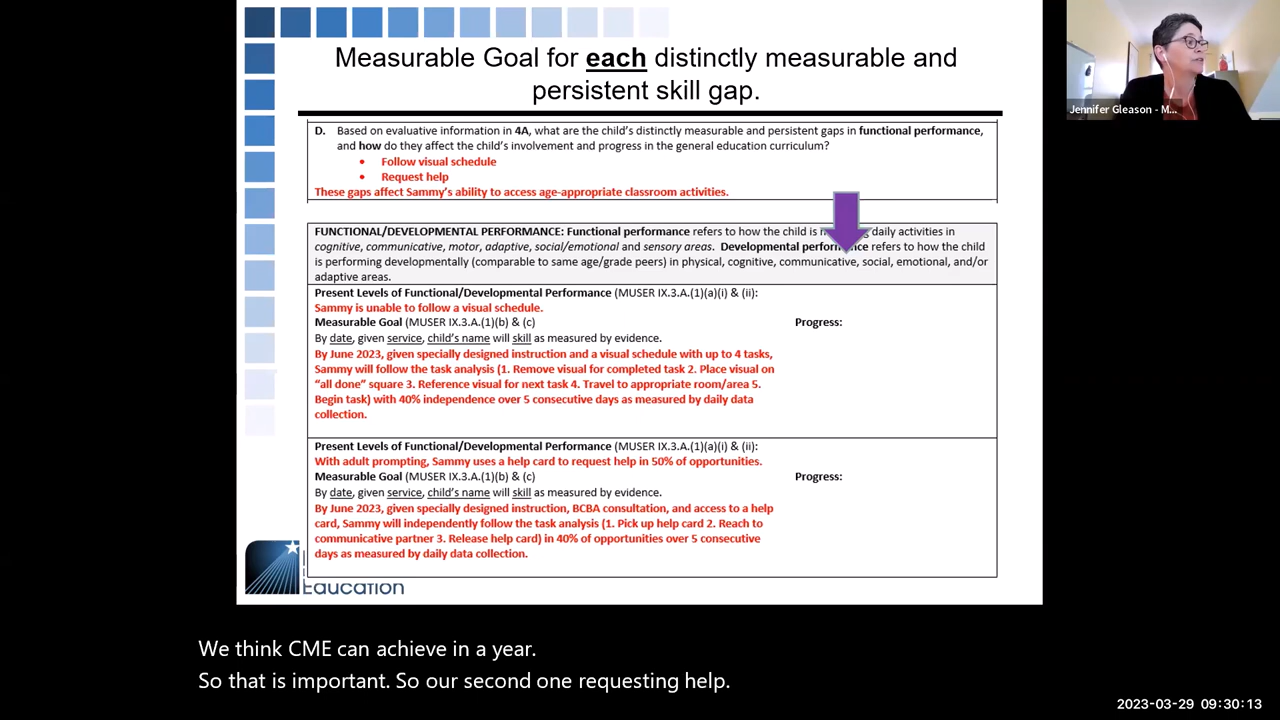 Measurable Goal for each distinctly measurable and
persistent skill gap.
Jennifer Gleason - M...
D. Based on evaluative information in 4A, what are the child's distinctly measurable and persistent gaps in functional performance,
and how do they affect the child's involvement and progress in the general education curriculum?
• Follow visual schedule
• Request help
These gaps affect Sammy's ability to access age-appropriate classroom activities.
FUNCTIONAL/DEVELOPMENTAL PERFORMANCE: Functional performance refers to how the child is daily activities in
cognitive, communicative, motor, adaptive, social/emotional and sensory areas. Developmental performance refers to how the child
is performing developmentally (comparable to same age/grade peers) in physical, cognitive, communicative, social, emotional, and/or
adaptive areas.
Present Levels of Functional/Developmental Performance (MUSER IX.3.A.(1)(a)(i) & (ii):
Sammy is unable to follow a visual schedule.
Measurable Goal (MUSER IX.3.A.(1)(b) & (c) Progress:
By date, given service, child's name will skill as measured by evidence.
By June 2023, given specially designed instruction and a visual schedule with up to 4 tasks,
Sammy will follow the task analysis (1. Remove visual for completed task 2. Place visual on
"all done" square 3. Reference visual for next task 4. Travel to appropriate room/area 5.
Begin task) with 40% independence over 5 consecutive days as measured by daily data
collection.
Present Levels of Functional/Developmental Performance (MUSER IX.3.A.(1)(a)(i) & (ii):
With adult prompting, Sammy uses a help card to request help in 50% of opportunities.
Measurable Goal (MUSER IX.3.A.(1)(b) & (c) Progress:
By date, given service, child's name will skill as measured by evidence.
By June 2023, given specially designed instruction, BCBA consultation, and access to a help
card, Sammy will independently follow the task analysis (1. Pick up help card 2. Reach to
communicative partner 3. Release help card) in 40% of opportunities over 5 consecutive
days as measured by daily data collection.
Education
We think CME can achieve in a year.
So that is important. So our second one requesting help.
2023-03-29 09:30:13